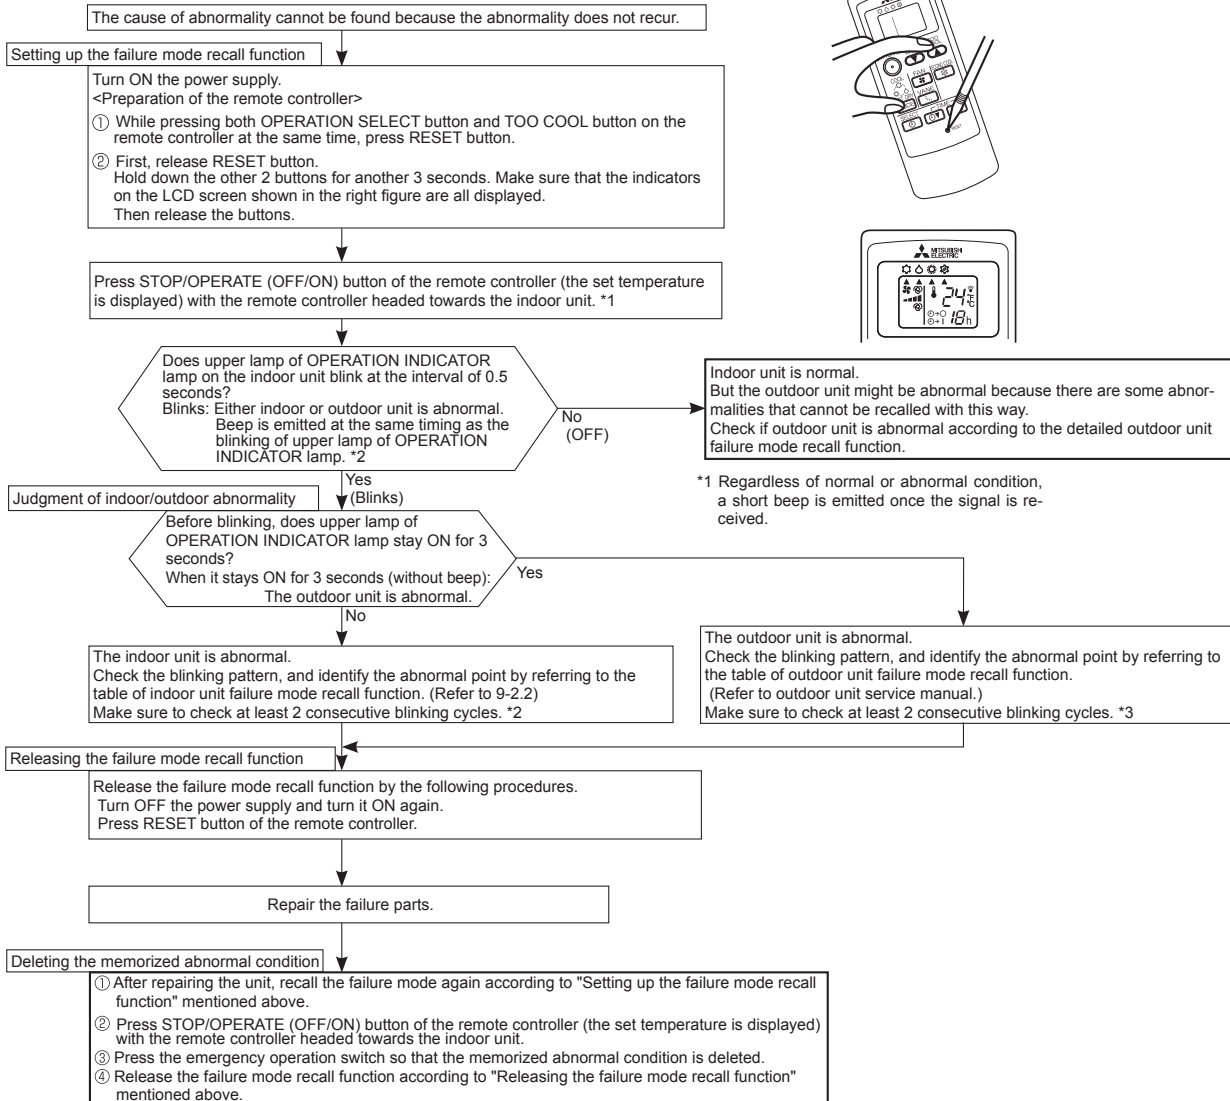 The cause of abnormality cannot be found because the abnormality does not recur.
Setting up the failure mode recall function
Turn ON the power supply.
<Preparation of the remote controller>
① While pressing both OPERATION SELECT button and TOO COOL button on the
remote controller at the same time, press RESET button.
② First, release RESET button.
Hold down the other 2 buttons for another 3 seconds. Make sure that the indicators
on the LCD screen shown in the right figure are all displayed.
Then release the buttons.
COOL
FAN
VANE
SELECT
RESET
Press STOP/OPERATE (OFF/ON) button of the remote controller (the set temperature
is displayed) with the remote controller headed towards the indoor unit. *1
MITSUBISHI
ELECTRIC
24
18h
Does upper lamp of OPERATION INDICATOR
lamp on the indoor unit blink at the interval of 0.5
seconds?
Blinks: Either indoor or outdoor unit is abnormal.
Beep is emitted at the same timing as the
blinking of upper lamp of OPERATION
INDICATOR lamp. *2
No
(OFF)
Indoor unit is normal.
But the outdoor unit might be abnormal because there are some abnor-
malities that cannot be recalled with this way.
Check if outdoor unit is abnormal according to the detailed outdoor unit
failure mode recall function.
*1 Regardless of normal or abnormal condition,
a short beep is emitted once the signal is re-
ceived.
Yes
(Blinks)
Judgment of indoor/outdoor abnormality
Before blinking, does upper lamp of
OPERATION INDICATOR lamp stay ON for 3
seconds?
When it stays ON for 3 seconds (without beep):
The outdoor unit is abnormal.
Yes
No
The indoor unit is abnormal.
Check the blinking pattern, and identify the abnormal point by referring to the
table of indoor unit failure mode recall function. (Refer to 9-2.2)
Make sure to check at least 2 consecutive blinking cycles. *2
The outdoor unit is abnormal.
Check the blinking pattern, and identify the abnormal point by referring to
the table of outdoor unit failure mode recall function.
(Refer to outdoor unit service manual.)
Make sure to check at least 2 consecutive blinking cycles. *3
Releasing the failure mode recall function
Release the failure mode recall function by the following procedures.
Turn OFF the power supply and turn it ON again.
Press RESET button of the remote controller.
Repair the failure parts.
Deleting the memorized abnormal condition
① After repairing the unit, recall the failure mode again according to "Setting up the failure mode recall
function" mentioned above.
② Press STOP/OPERATE (OFF/ON) button of the remote controller (the set temperature is displayed)
with the remote controller headed towards the indoor unit.
③ Press the emergency operation switch so that the memorized abnormal condition is deleted.
④ Release the failure mode recall function according to "Releasing the failure mode recall function"
mentioned above.